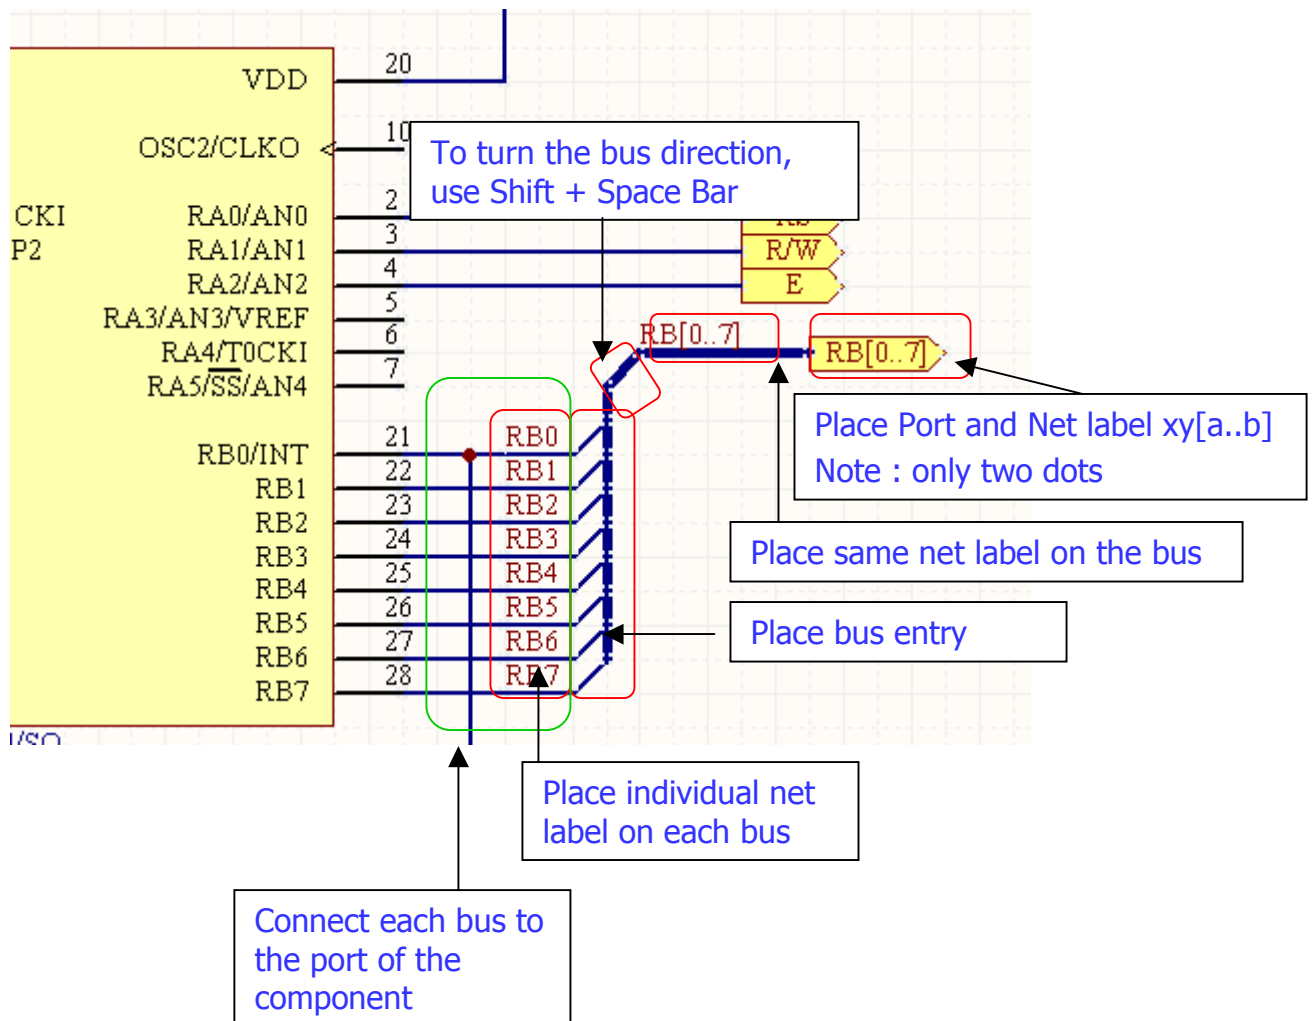 VDD
20
OSC2/CLKO
10
To turn the bus direction,
use Shift + Space Bar
CKI
RA0/AN0
2
P2
RA1/AN1
3
R/W
RA2/AN2
4
E
RA3/AN3/VREF
5
RA4/T0CKI
6
RB[0..7]
RB[0..7]
RA5/SS/AN4
7
Place Port and Net label xy[a..b]
Note : only two dots
RB0/INT
21
RB0
RB1
22
RB1
RB2
23
RB2
RB3
24
RB3
RB4
25
RB4
RB5
26
RB5
RB6
27
RB6
RB7
28
RB7
Place same net label on the bus
Place bus entry
Place individual net
label on each bus
Connect each bus to
the port of the
component